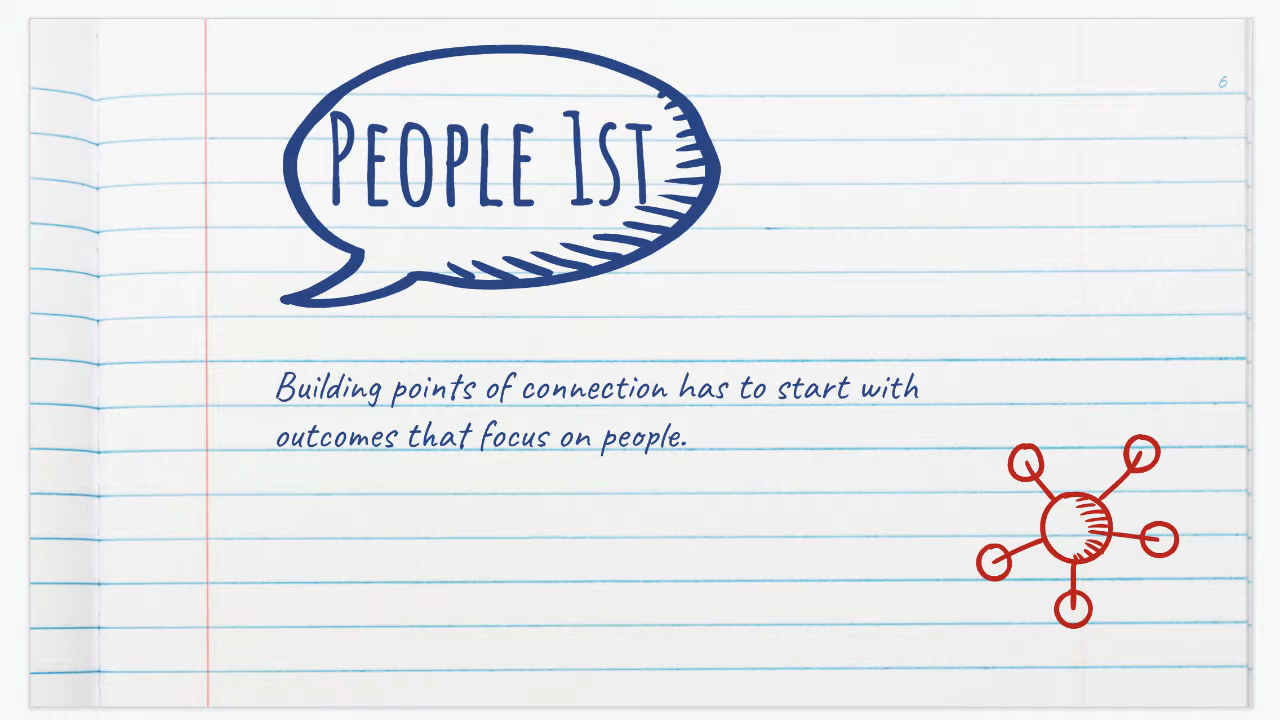 6
People 1st
Building points of connection has to start with
outcomes that focus on people.